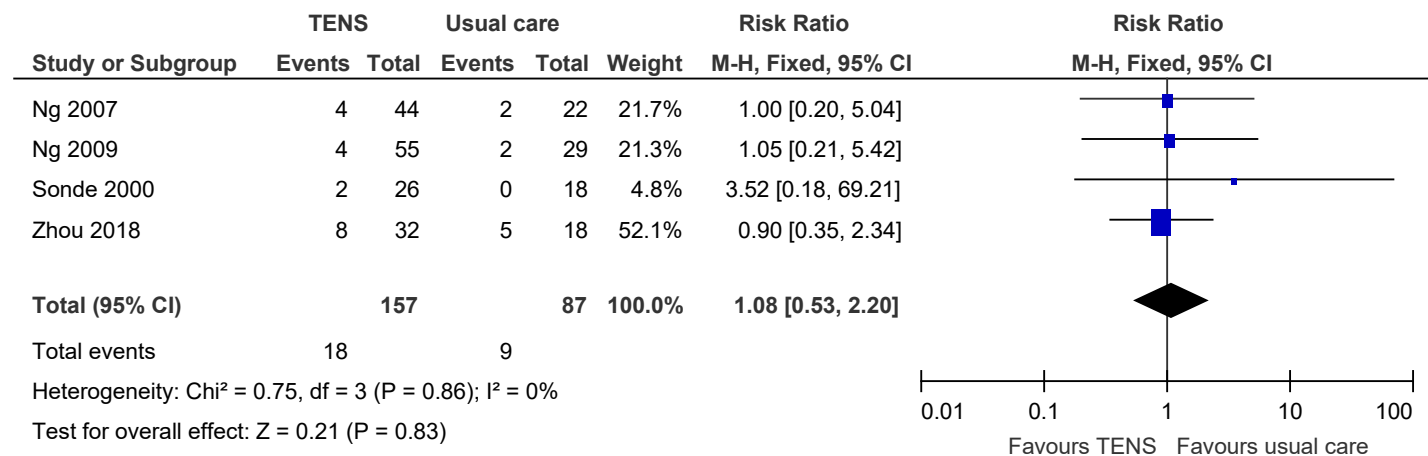 TENS Usual care Risk Ratio Risk Ratio
Study or Subgroup Events Total Events Total Weight M-H, Fixed, 95% CI M-H, Fixed, 95% CI
Ng 2007 4 44 2 22 21.7% 1.00 [0.20, 5.04]
Ng 2009 4 55 2 29 21.3% 1.05 [0.21, 5.42]
Sonde 2000 2 26 0 18 4.8% 3.52 [0.18, 69.21]
Zhou 2018 8 32 5 18 52.1% 0.90 [0.35, 2.34]
Total (95% CI) 157 87 100.0% 1.08 [0.53, 2.20]
Total events 18 9
Heterogeneity: Chi² = 0.75, df = 3 (P = 0.86); I² = 0%
Test for overall effect: Z = 0.21 (P = 0.83)
0.01 0.1 1 10 100
Favours TENS Favours usual care